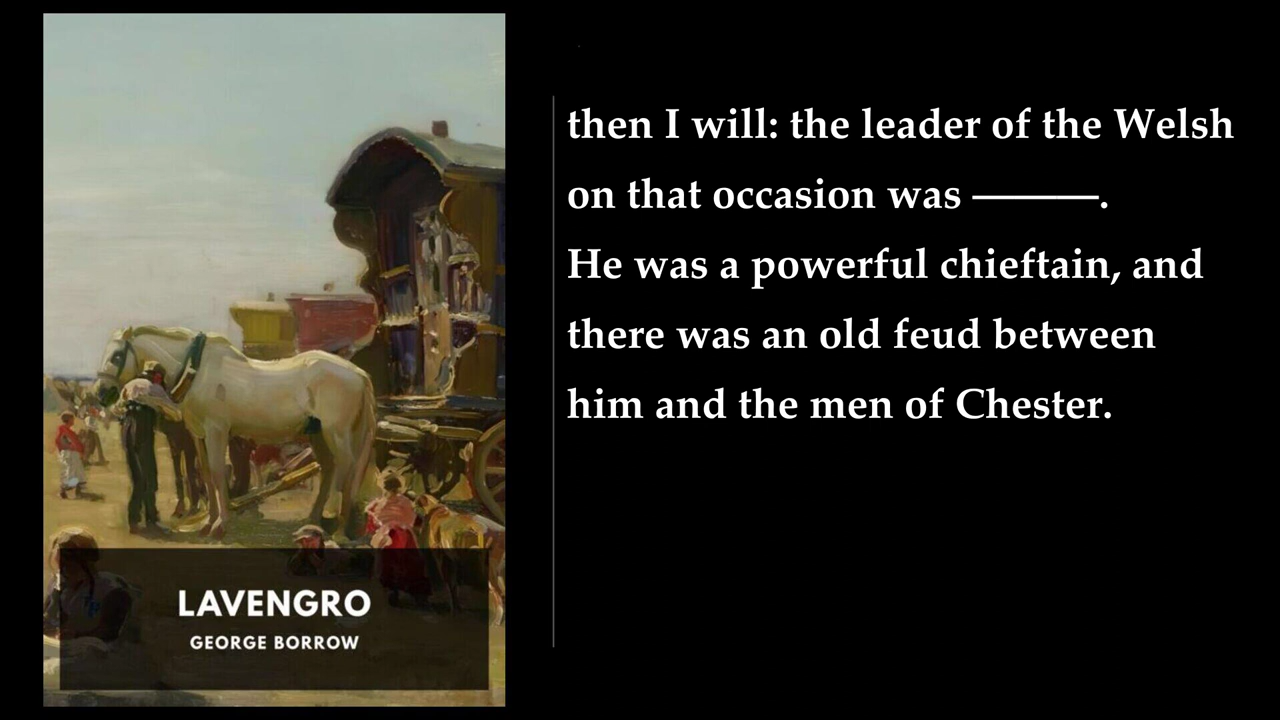 then I will: the leader of the Welsh
on that occasion was ———.
He was a powerful chieftain, and
there was an old feud between
him and the men of Chester.
LAVENGRO
GEORGE BORROW